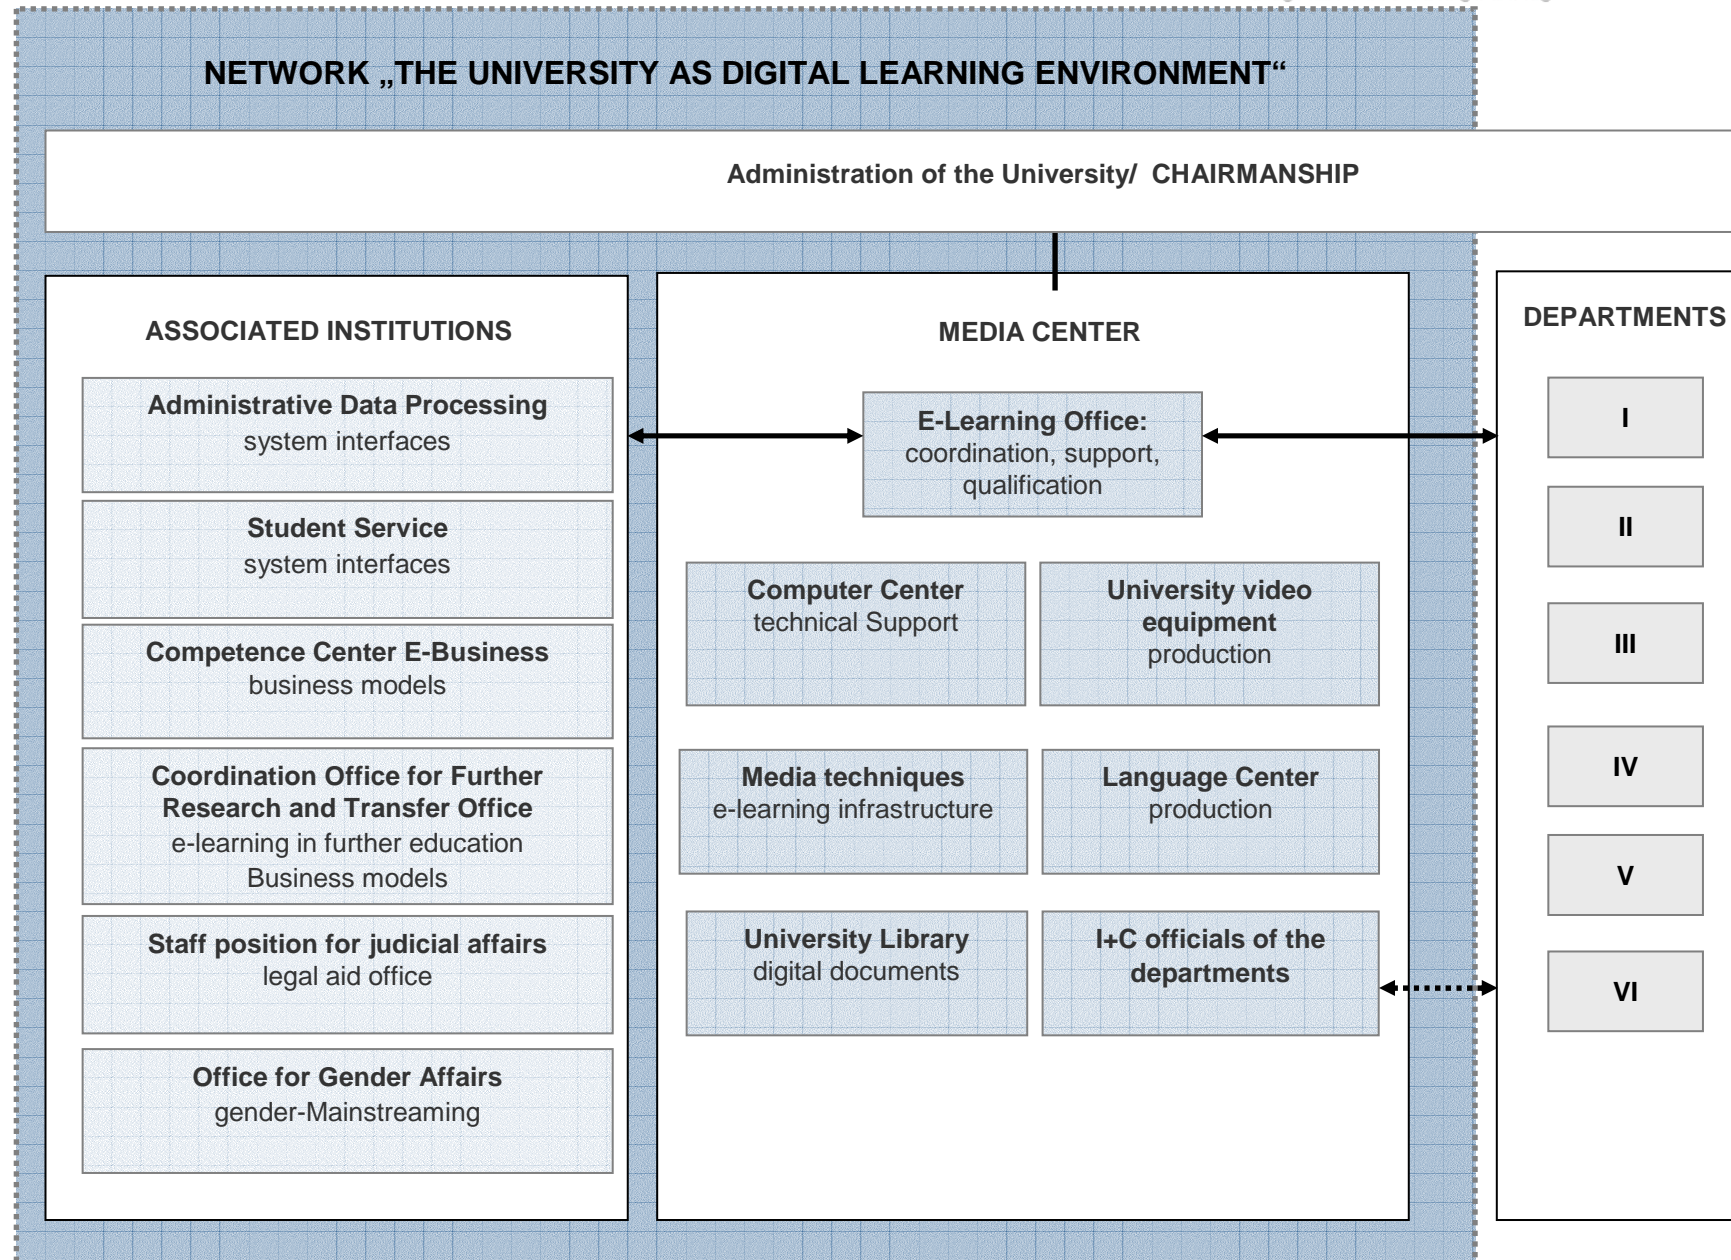 NETWORK „THE UNIVERSITY AS DIGITAL LEARNING ENVIRONMENT“
Administration of the University/ CHAIRMANSHIP
ASSOCIATED INSTITUTIONS
Administrative Data Processing
system interfaces
Student Service
system interfaces
Competence Center E-Business
business models
Coordination Office for Further
Research and Transfer Office
e-learning in further education
Business models
Staff position for judicial affairs
legal aid office
Office for Gender Affairs
gender-Mainstreaming
MEDIA CENTER
E-Learning Office:
coordination, support,
qualification
Computer Center
technical Support
University video
equipment
production
Media techniques
e-learning infrastructure
Language Center
production
University Library
digital documents
I+C officials of the
departments
DEPARTMENTS
I
II
III
IV
V
VI